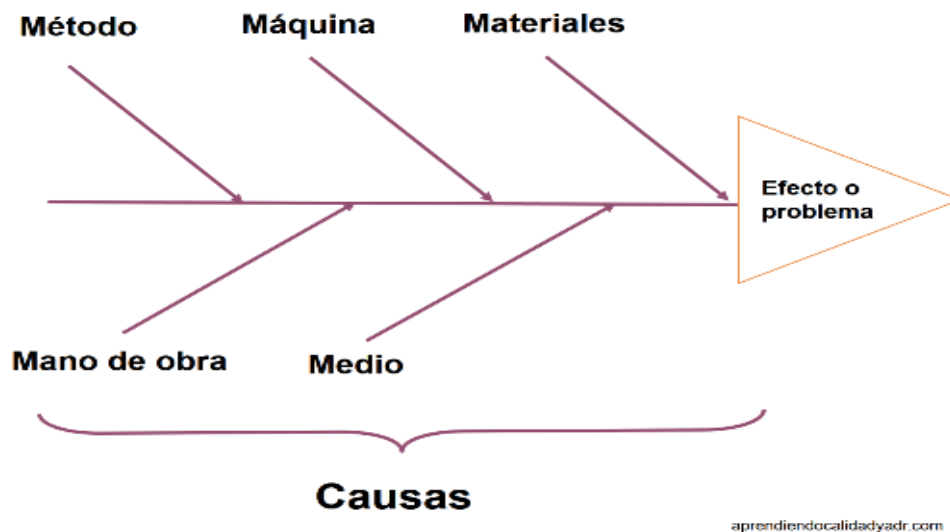 Método
Máquina
Materiales
Efecto o
problema
Mano de obra
Medio
Causas
aprendiendocalidadyadr.com